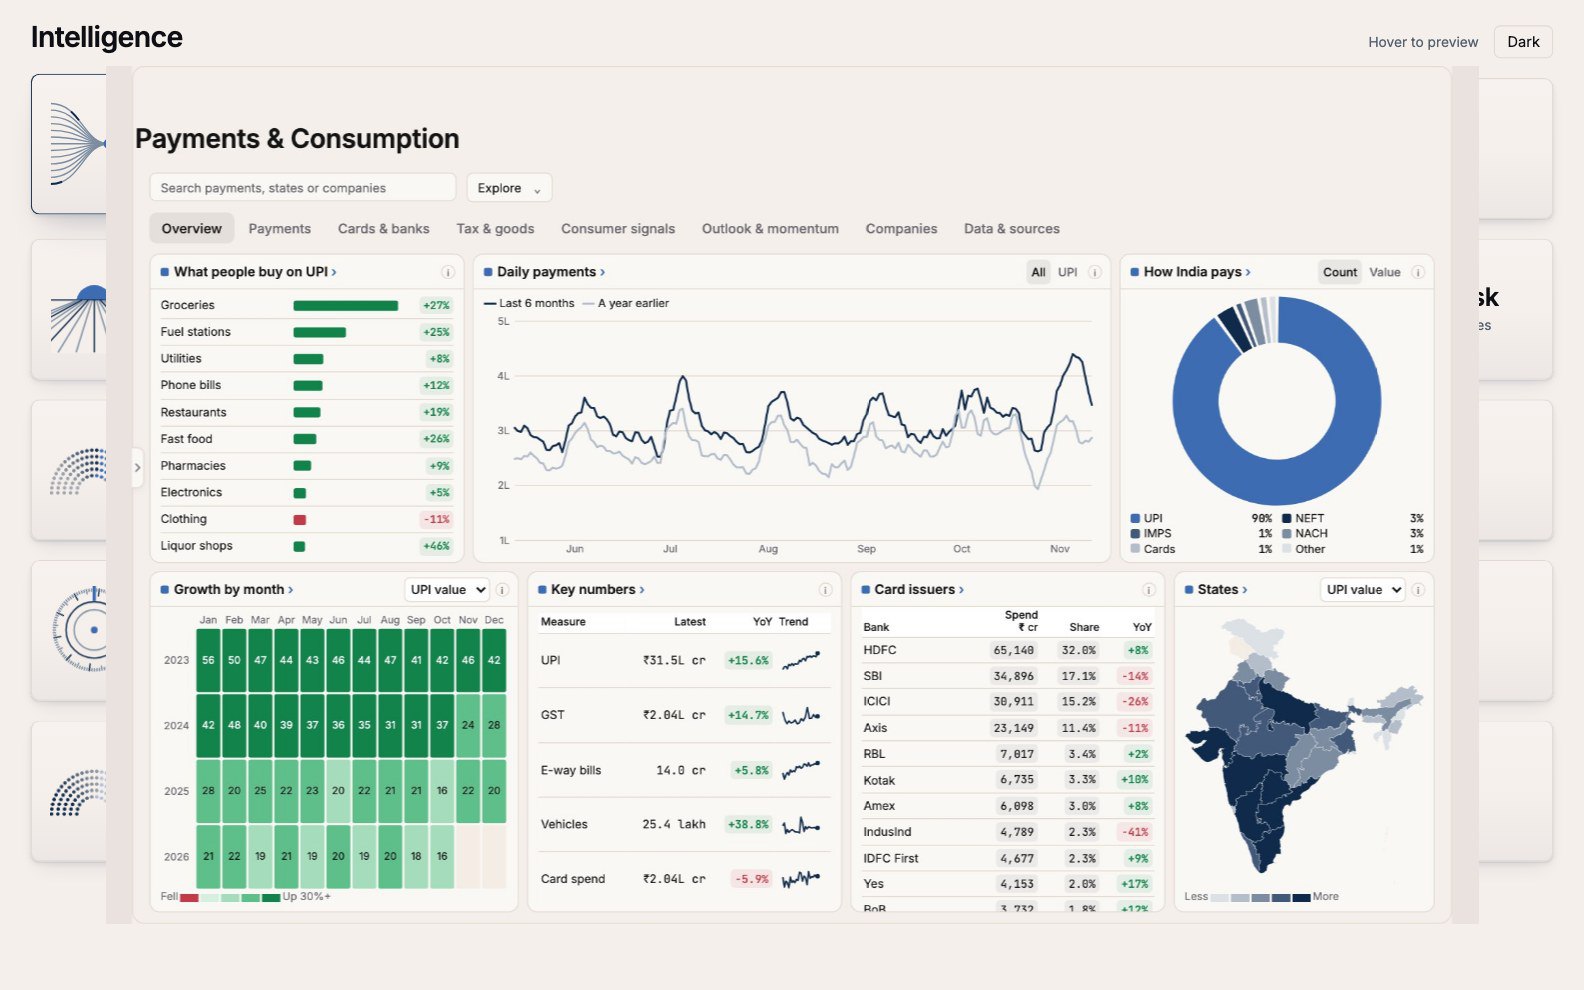 Intelligence
Hover to preview
Dark
Payments & Consumption
Search payments, states or companies
Explore
Overview Payments Cards & banks Tax & goods Consumer signals Outlook & momentum Companies Data & sources
What people buy on UPI ›
Groceries +27%
Fuel stations +25%
Utilities +8%
Phone bills +12%
Restaurants +19%
Fast food +26%
Pharmacies +9%
Electronics +5%
Clothing -11%
Liquor shops +46%
Daily payments ›
All UPI
Last 6 months A year earlier
5L
4L
3L
2L
1L
Jun Jul Aug Sep Oct Nov
How India pays ›
Count Value
UPI 90% NEFT 3%
IMPS 1% NACH 3%
Cards 1% Other 1%
sk
es
Growth by month ›
UPI value
Jan Feb Mar Apr May Jun Jul Aug Sep Oct Nov Dec
2023 56 50 47 44 43 46 44 47 41 42 46 42
2024 42 48 40 39 37 36 35 31 31 37 24 28
2025 28 20 25 22 23 20 22 21 21 16 22 20
2026 21 22 19 21 19 20 19 20 18 16
Fell Up 30%+
Key numbers ›
Measure Latest YoY Trend
UPI ₹31.5L cr +15.6%
GST ₹2.04L cr +14.7%
E-way bills 14.0 cr +5.8%
Vehicles 25.4 lakh +38.8%
Card spend ₹2.04L cr -5.9%
Card issuers ›
Spend
Bank ₹ cr Share YoY
HDFC 65,140 32.0% +8%
SBI 34,896 17.1% -14%
ICICI 30,911 15.2% -26%
Axis 23,149 11.4% -11%
RBL 7,017 3.4% +2%
Kotak 6,735 3.3% +10%
Amex 6,098 3.0% +8%
IndusInd 4,789 2.3% -41%
IDFC First 4,677 2.3% +9%
Yes 4,153 2.0% +17%
BoB 3,732 1.8% +12%
States ›
UPI value
Less More